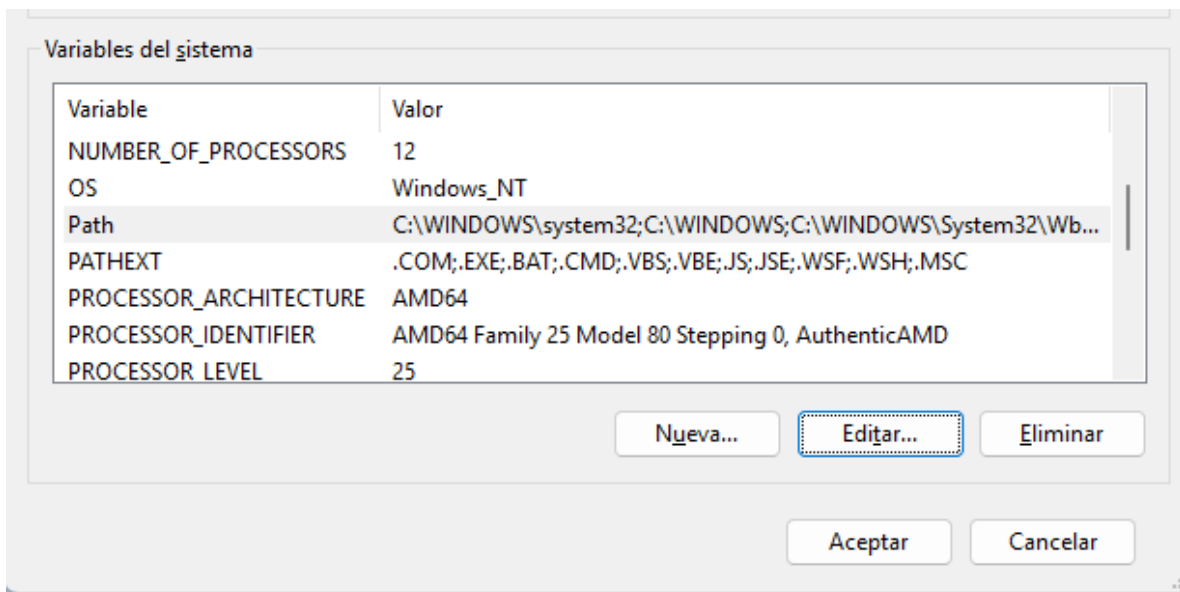 Variables del sistema
Variable Valor
NUMBER_OF_PROCESSORS 12
OS Windows_NT
Path C:\WINDOWS\system32;C:\WINDOWS;C:\WINDOWS\System32\Wb...
PATHEXT .COM;.EXE;.BAT;.CMD;.VBS;.VBE;.JS;.JSE;.WSF;.WSH;.MSC
PROCESSOR_ARCHITECTURE AMD64
PROCESSOR_IDENTIFIER AMD64 Family 25 Model 80 Stepping 0, AuthenticAMD
PROCESSOR_LEVEL 25
Nueva... Editar... Eliminar
Aceptar Cancelar